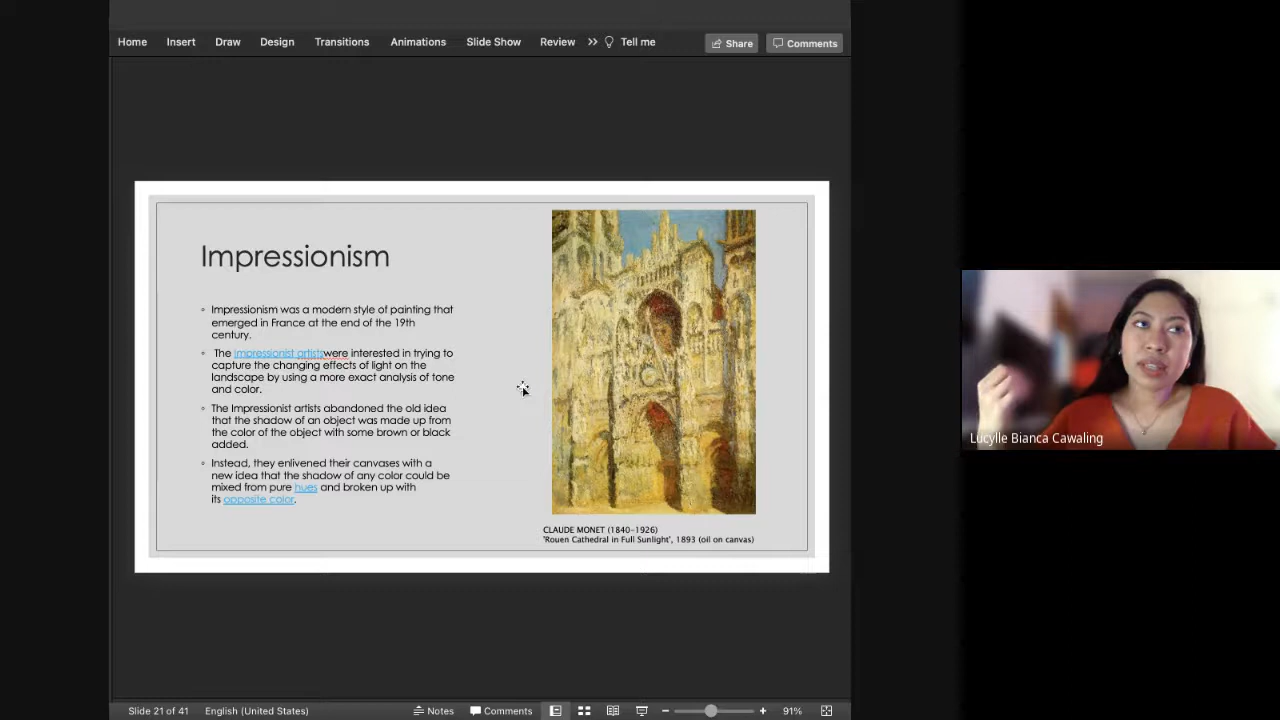 Home Insert Draw Design Transitions Animations Slide Show Review >> Tell me Share Comments
Impressionism
◦ Impressionism was a modern style of painting that
emerged in France at the end of the 19th
century.
◦ The impressionist artistswere interested in trying to
capture the changing effects of light on the
landscape by using a more exact analysis of tone
and color.
◦ The Impressionist artists abandoned the old idea
that the shadow of an object was made up from
the color of the object with some brown or black
added.
◦ Instead, they enlivened their canvases with a
new idea that the shadow of any color could be
mixed from pure hues and broken up with
its opposite color.
CLAUDE MONET (1840-1926)
'Rouen Cathedral in Full Sunlight', 1893 (oil on canvas)
Lucylle Bianca Cawaling
Slide 21 of 41 English (United States) Notes Comments 91%